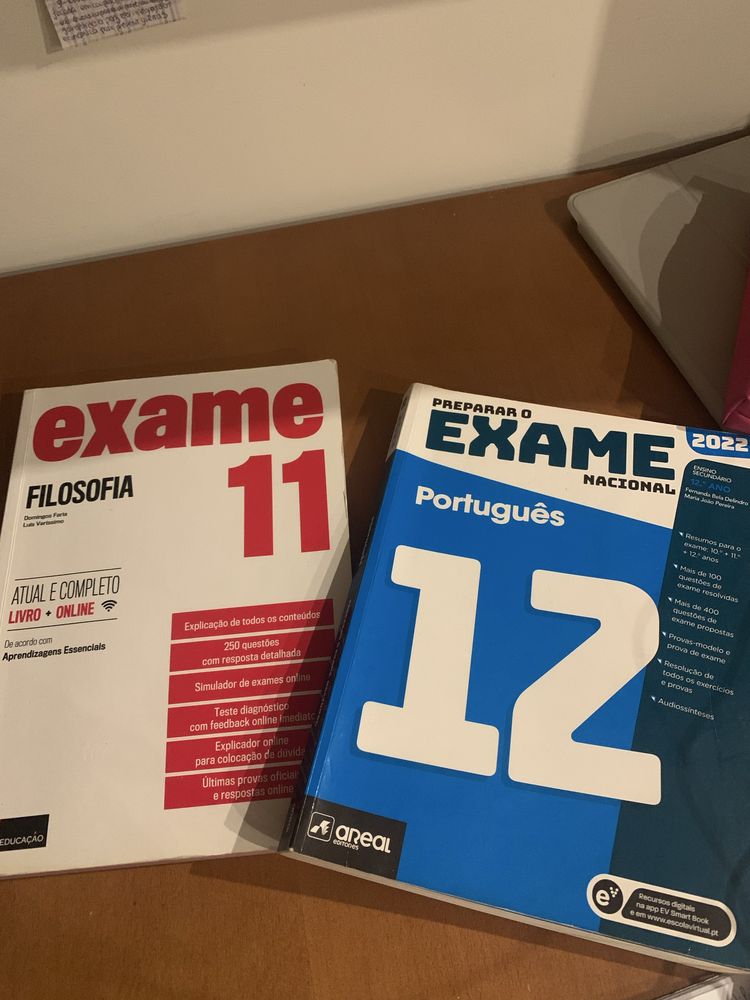 exame
11
FILOSOFIA
Domingos Faria
Luís Veríssimo
ATUAL E COMPLETO
LIVRO + ONLINE
De acordo com
Aprendizagens Essenciais
Explicação de todos os conteúdos
250 questões
com resposta detalhada
Simulador de exames online
Teste diagnóstico
com feedback online imediato
Explicador online
para colocação de dúvida
Últimas provas oficiai
e respostas online
EDUCAÇÃO
PREPARAR O
EXAME
NACIONAL
2022
ENSINO
SECUNDÁRIO
12.º ANO
Fernanda Bela Delindro
Maria João Pereira
Português
12
Resumos para o
exame: 10.º + 11.º
+ 12.º anos
Mais de 100
questões de
exame resolvidas
Mais de 400
questões de
exame propostas
Provas-modelo e
prova de exame
Resolução de
todos os exercícios
e provas
Audiossínteses
areal
EDITORES
e
Recursos digitais
na app EV Smart Book
e em www.escolavirtual.pt